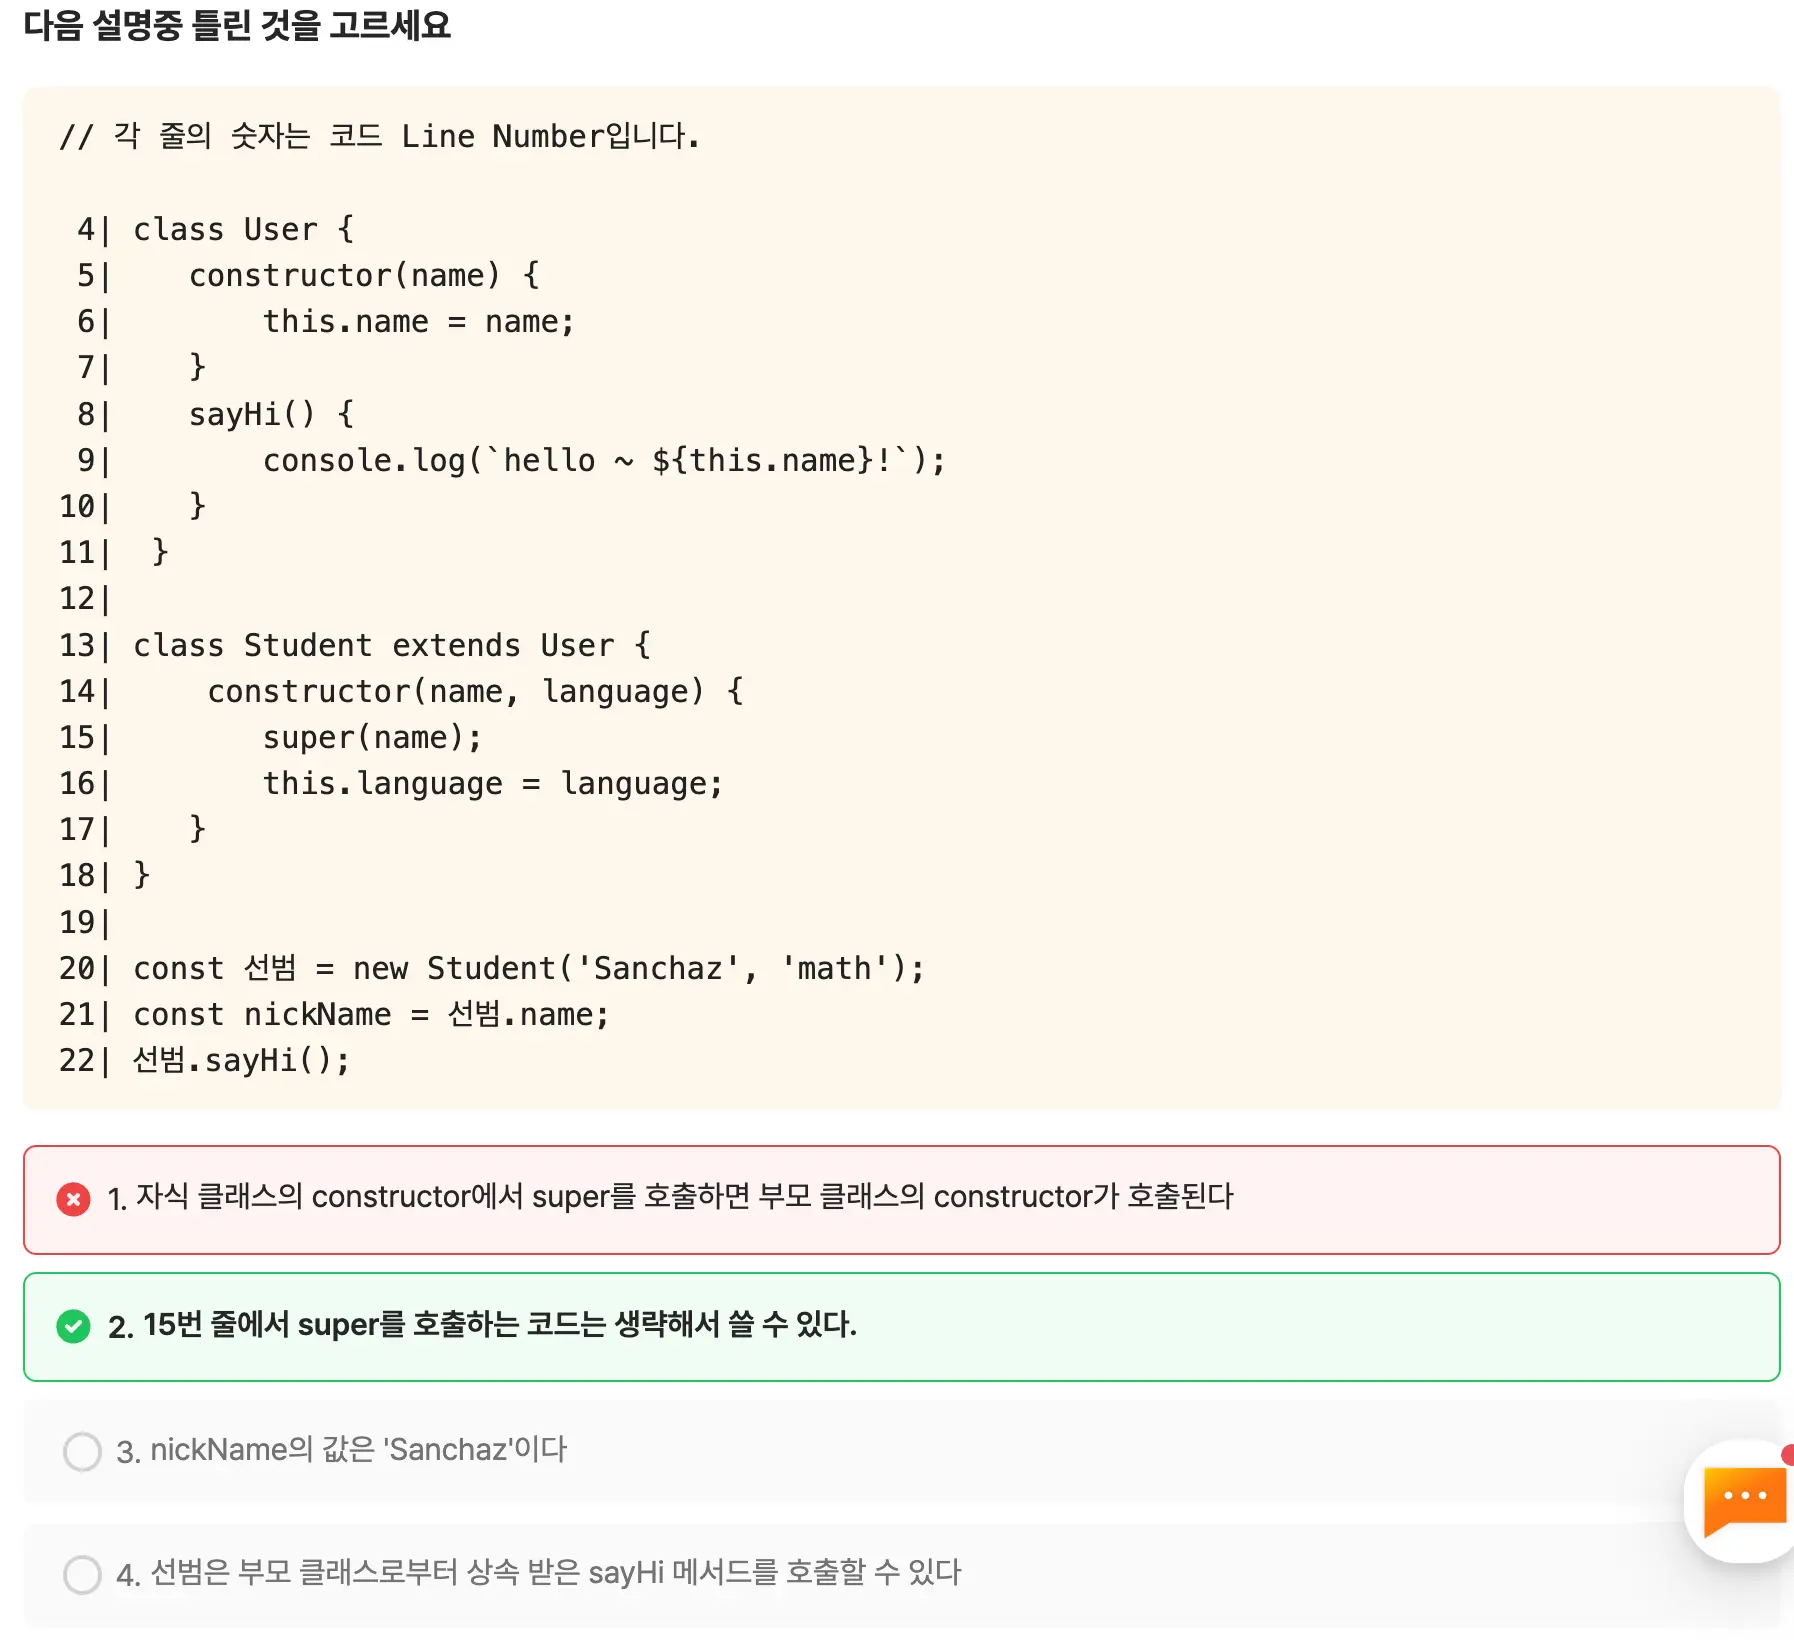 다음 설명중 틀린 것을 고르세요
// 각 줄의 숫자는 코드 Line Number입니다.
4| class User {
5|    constructor(name) {
6|        this.name = name;
7|    }
8|    sayHi() {
9|        console.log(`hello ~ ${this.name}!`);
10|    }
11|  }
12|
13| class Student extends User {
14|     constructor(name, language) {
15|        super(name);
16|        this.language = language;
17|    }
18| }
19|
20| const 선범 = new Student('Sanchaz', 'math');
21| const nickName = 선범.name;
22| 선범.sayHi();
1. 자식 클래스의 constructor에서 super를 호출하면 부모 클래스의 constructor가 호출된다
2. 15번 줄에서 super를 호출하는 코드는 생략해서 쓸 수 있다.
3. nickName의 값은 'Sanchaz'이다
4. 선범은 부모 클래스로부터 상속 받은 sayHi 메서드를 호출할 수 있다